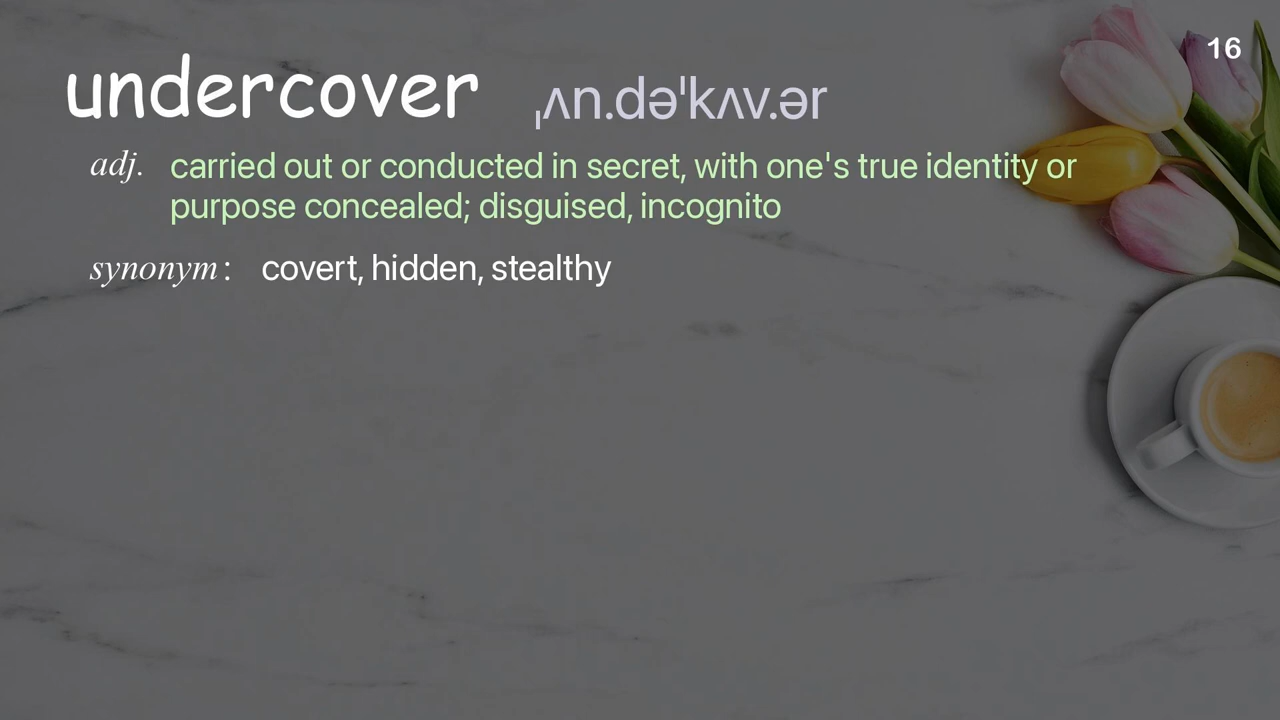 16
undercover ˌʌn.dəˈkʌv.ər
adj. carried out or conducted in secret, with one's true identity or
purpose concealed; disguised, incognito
synonym: covert, hidden, stealthy